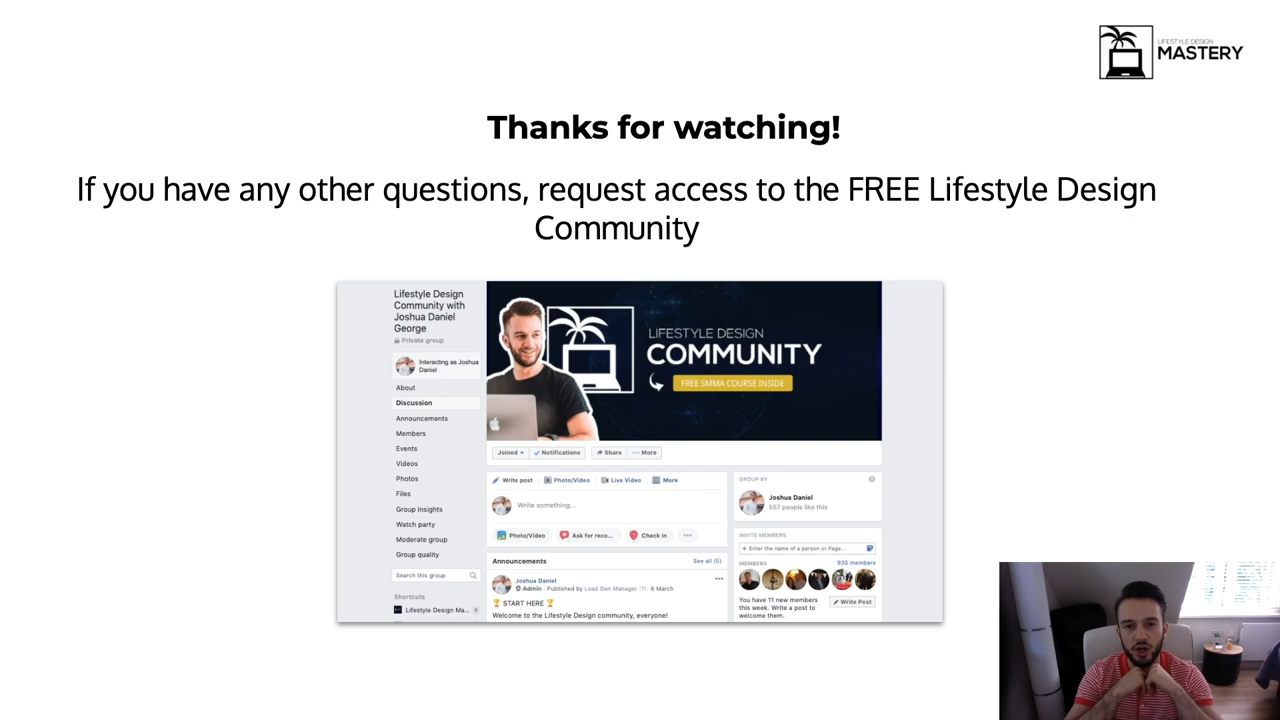 LIFESTYLE DESIGN
MASTERY
Thanks for watching!
If you have any other questions, request access to the FREE Lifestyle Design
Community
Lifestyle Design
Community with
Joshua Daniel
George
Private group
Interacting as Joshua
Daniel
About
Discussion
Announcements
Members
Events
Videos
Photos
Files
Group insights
Watch party
Moderate group
Group quality
Search this group
Shortcuts
Lifestyle Design Ma...
LIFESTYLE DESIGN
COMMUNITY
FREE SMMA COURSE INSIDE
Joined
Notifications
Share
More
Write post
Photo/Video
Live Video
More
Write something...
Photo/Video
Ask for reco...
Check in
Announcements
See all (5)
Joshua Daniel
Admin · Published by Lead Gen Manager [?] · 5 March
START HERE
Welcome to the Lifestyle Design community, everyone!
GROUP BY
Joshua Daniel
557 people like this
INVITE MEMBERS
+ Enter the name of a person or Page...
MEMBERS
935 members
You have 11 new members
this week. Write a post to
welcome them.
Write Post